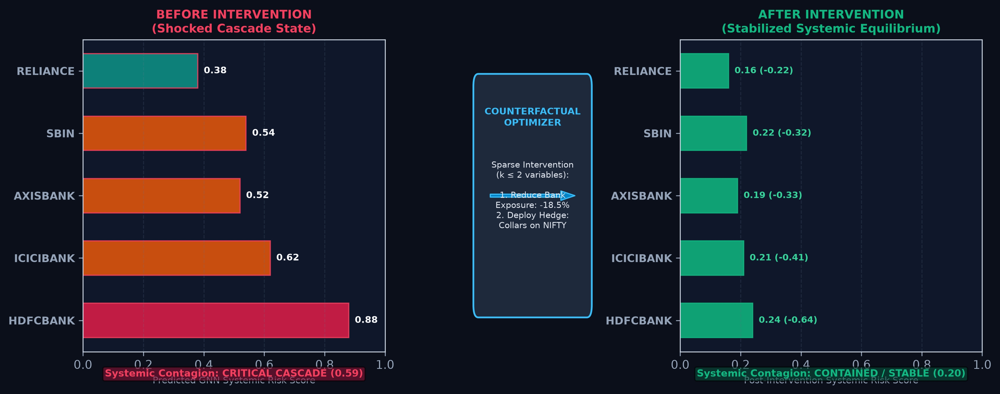 BEFORE INTERVENTION
(Shocked Cascade State)
RELIANCE
0.38
SBIN
0.54
AXISBANK
0.52
ICICIBANK
0.62
HDFCBANK
0.88
0.0 0.2 0.4 0.6 0.8 1.0
Systemic Contagion: CRITICAL CASCADE (0.59)
Predicted GNN Systemic Risk Score
COUNTERFACTUAL
OPTIMIZER
Sparse Intervention
(k ≤ 2 variables):
1. Reduce Bank
Exposure: -18.5%
2. Deploy Hedge:
Collars on NIFTY
AFTER INTERVENTION
(Stabilized Systemic Equilibrium)
RELIANCE
0.16 (-0.22)
SBIN
0.22 (-0.32)
AXISBANK
0.19 (-0.33)
ICICIBANK
0.21 (-0.41)
HDFCBANK
0.24 (-0.64)
0.0 0.2 0.4 0.6 0.8 1.0
Systemic Contagion: CONTAINED / STABLE (0.20)
Post-Intervention Systemic Risk Score